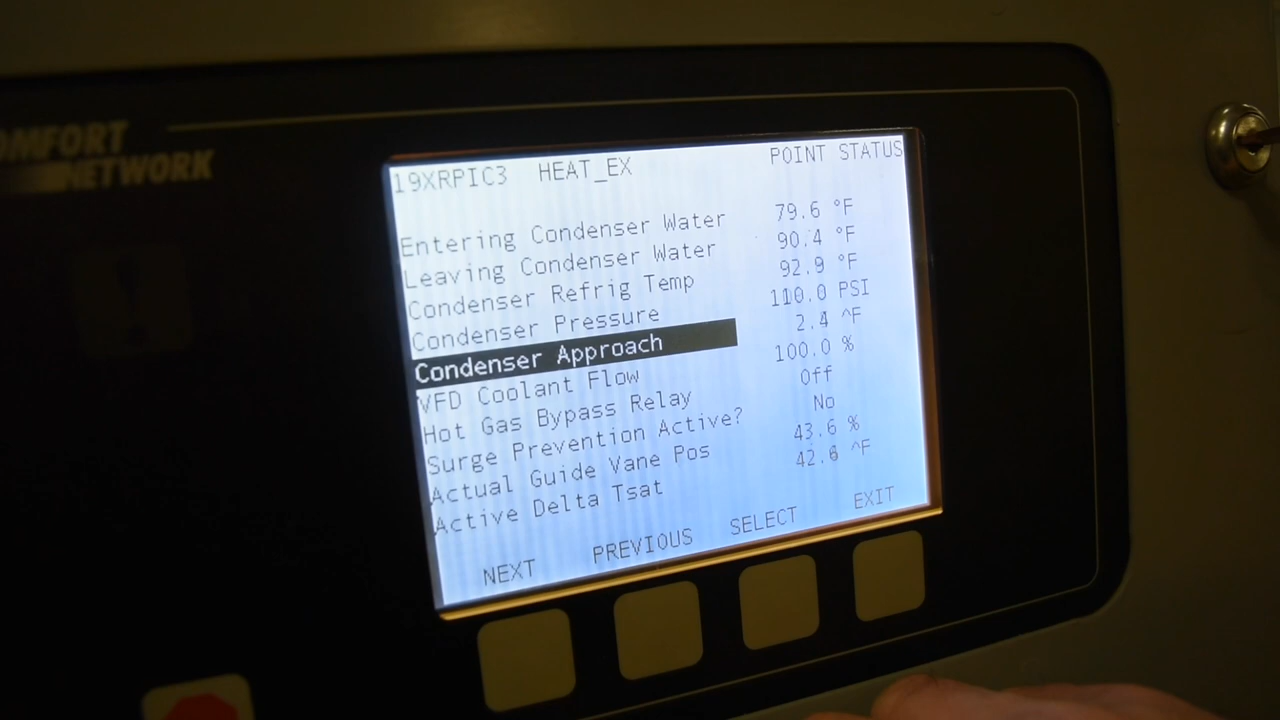 OMFORT
NETWORK
19XRPIC3 HEAT_EX POINT STATUS
Entering Condenser Water 79.6 °F
Leaving Condenser Water 90.4 °F
Condenser Refrig Temp 92.9 °F
Condenser Pressure 110.0 PSI
Condenser Approach 2.4 ^F
VFD Coolant Flow 100.0 %
Hot Gas Bypass Relay Off
Surge Prevention Active? No
Actual Guide Vane Pos 43.6 %
Active Delta Tsat 42.6 ^F
NEXT PREVIOUS SELECT EXIT